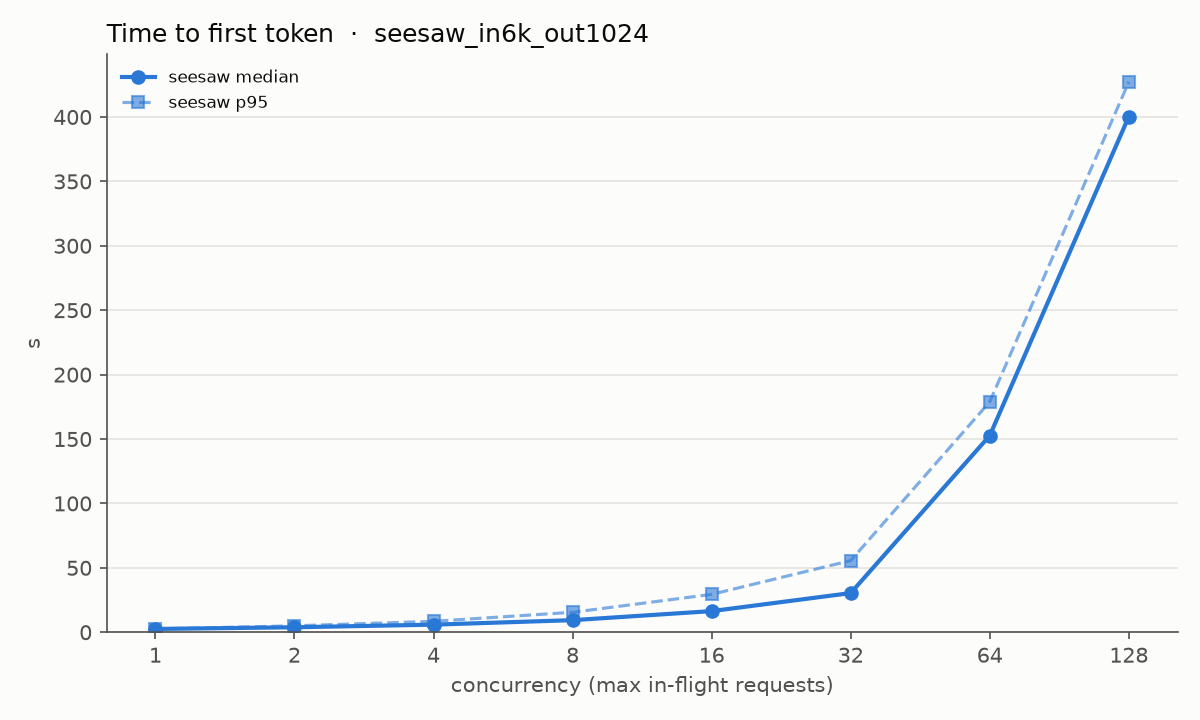 Time to first token · seesaw_in6k_out1024
seesaw median
seesaw p95
400
350
300
250
200
150
100
50
0
s
1 2 4 8 16 32 64 128
concurrency (max in-flight requests)